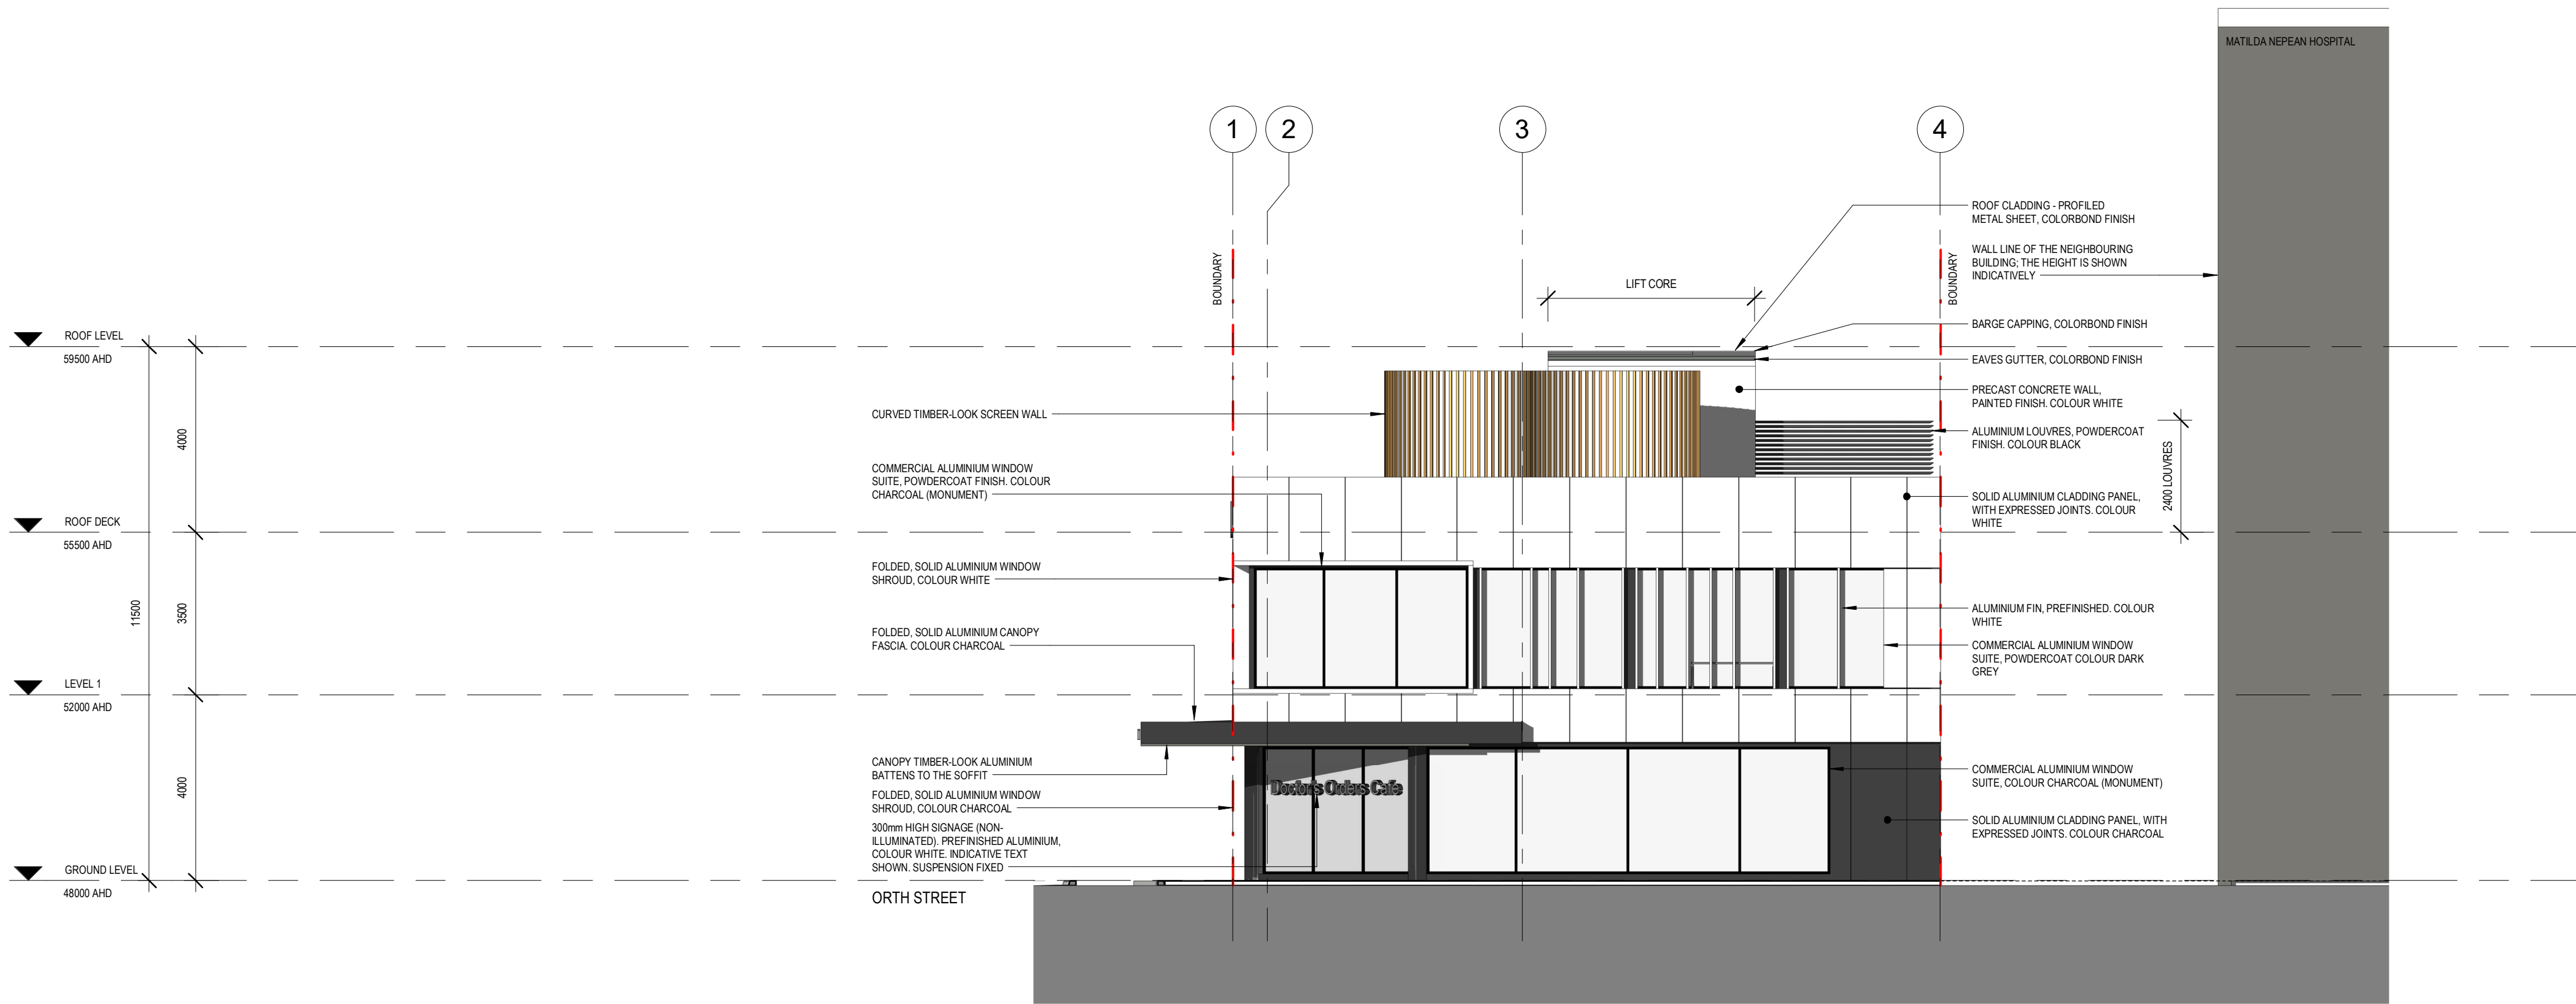 MATILDA NEPEAN HOSPITAL
1
2
3
4
BOUNDARY
BOUNDARY
LIFT CORE
ROOF LEVEL
59500 AHD
ROOF DECK
55500 AHD
LEVEL 1
52000 AHD
GROUND LEVEL
48000 AHD
11500
4000
3500
4000
CURVED TIMBER-LOOK SCREEN WALL
COMMERCIAL ALUMINIUM WINDOW
SUITE, POWDERCOAT FINISH. COLOUR
CHARCOAL (MONUMENT)
FOLDED, SOLID ALUMINIUM WINDOW
SHROUD, COLOUR WHITE
FOLDED, SOLID ALUMINIUM CANOPY
FASCIA. COLOUR CHARCOAL
CANOPY TIMBER-LOOK ALUMINIUM
BATTENS TO THE SOFFIT
FOLDED, SOLID ALUMINIUM WINDOW
SHROUD, COLOUR CHARCOAL
300mm HIGH SIGNAGE (NON-
ILLUMINATED). PREFINISHED ALUMINIUM,
COLOUR WHITE. INDICATIVE TEXT
SHOWN. SUSPENSION FIXED
ORTH STREET
Doctor's Orders Cafe
ROOF CLADDING - PROFILED
METAL SHEET, COLORBOND FINISH
WALL LINE OF THE NEIGHBOURING
BUILDING; THE HEIGHT IS SHOWN
INDICATIVELY
BARGE CAPPING, COLORBOND FINISH
EAVES GUTTER, COLORBOND FINISH
PRECAST CONCRETE WALL,
PAINTED FINISH. COLOUR WHITE
ALUMINIUM LOUVRES, POWDERCOAT
FINISH. COLOUR BLACK
2400 LOUVRES
SOLID ALUMINIUM CLADDING PANEL,
WITH EXPRESSED JOINTS. COLOUR
WHITE
ALUMINIUM FIN, PREFINISHED. COLOUR
WHITE
COMMERCIAL ALUMINIUM WINDOW
SUITE, POWDERCOAT COLOUR DARK
GREY
COMMERCIAL ALUMINIUM WINDOW
SUITE, COLOUR CHARCOAL (MONUMENT)
SOLID ALUMINIUM CLADDING PANEL, WITH
EXPRESSED JOINTS. COLOUR CHARCOAL